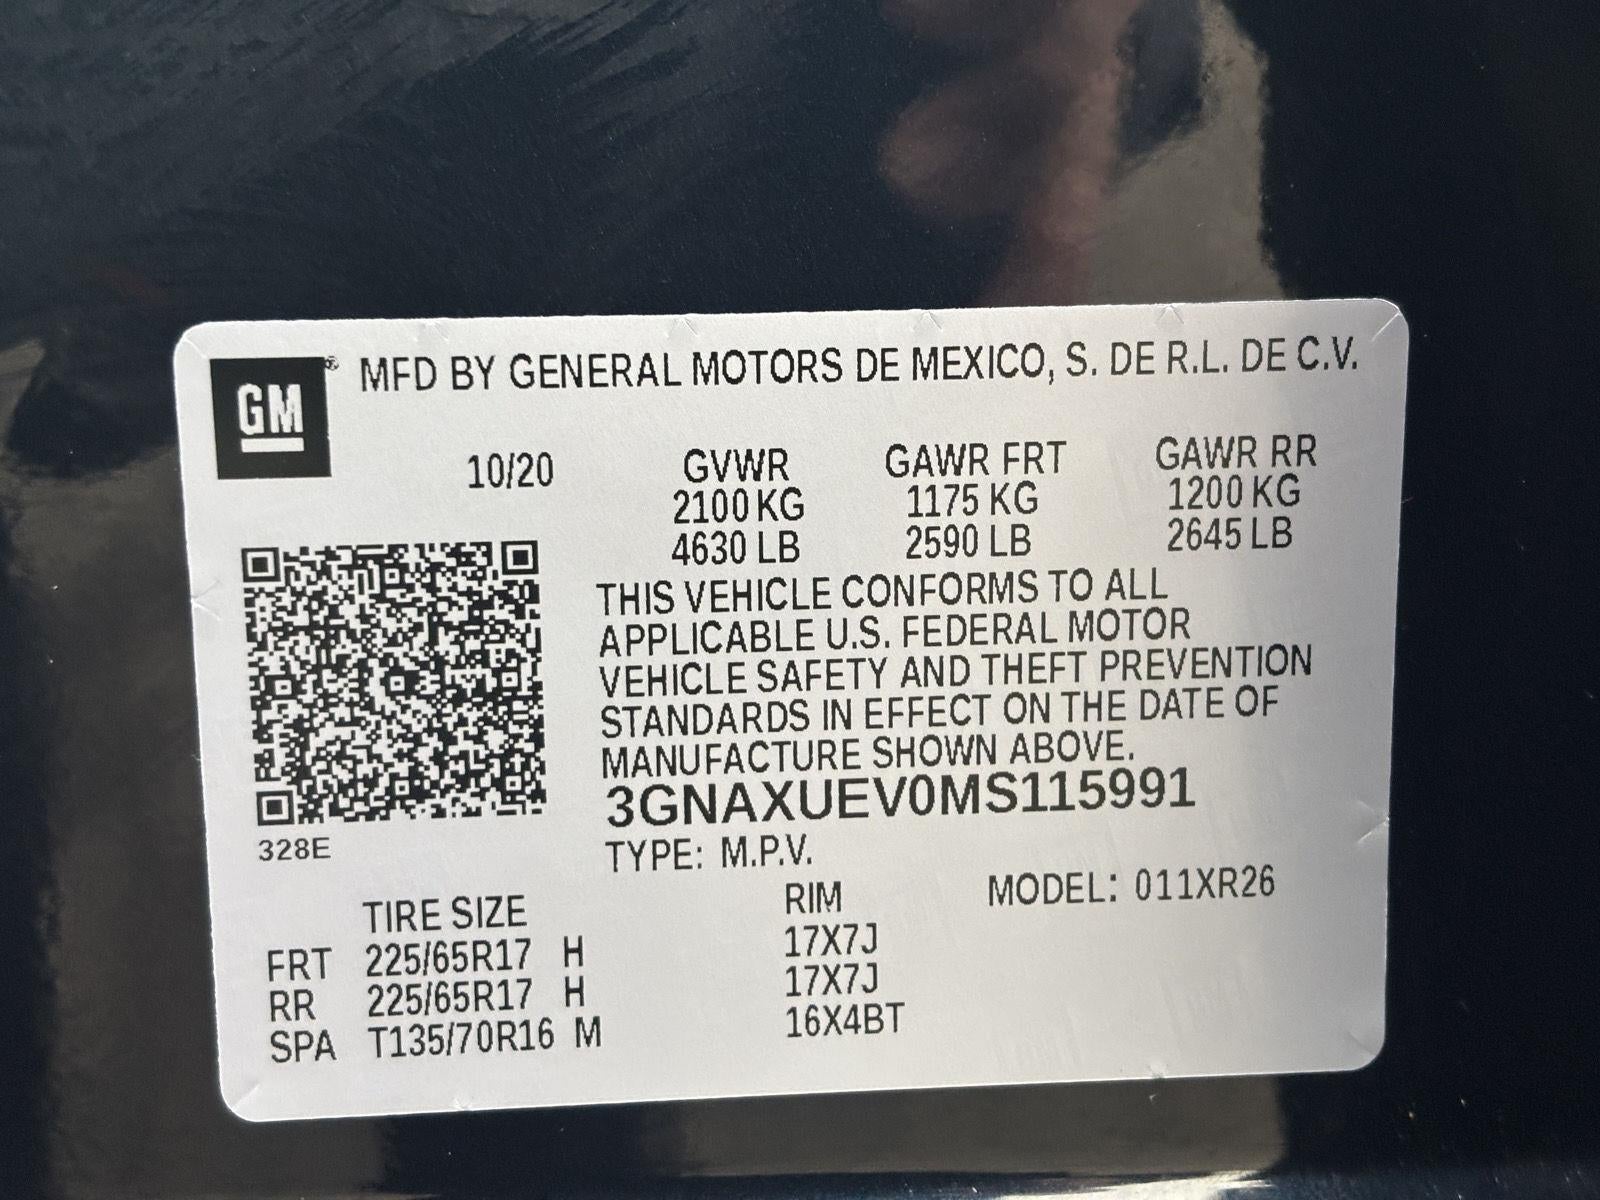 GM® MFD BY GENERAL MOTORS DE MEXICO, S. DE R.L. DE C.V.
10/20 GVWR GAWR FRT GAWR RR
2100 KG 1175 KG 1200 KG
4630 LB 2590 LB 2645 LB
THIS VEHICLE CONFORMS TO ALL
APPLICABLE U.S. FEDERAL MOTOR
VEHICLE SAFETY AND THEFT PREVENTION
STANDARDS IN EFFECT ON THE DATE OF
MANUFACTURE SHOWN ABOVE.
3GNAXUEV0MS115991
328E
TYPE: M.P.V.
TIRE SIZE RIM MODEL: 011XR26
FRT 225/65R17 H 17X7J
RR 225/65R17 H 17X7J
SPA T135/70R16 M 16X4BT